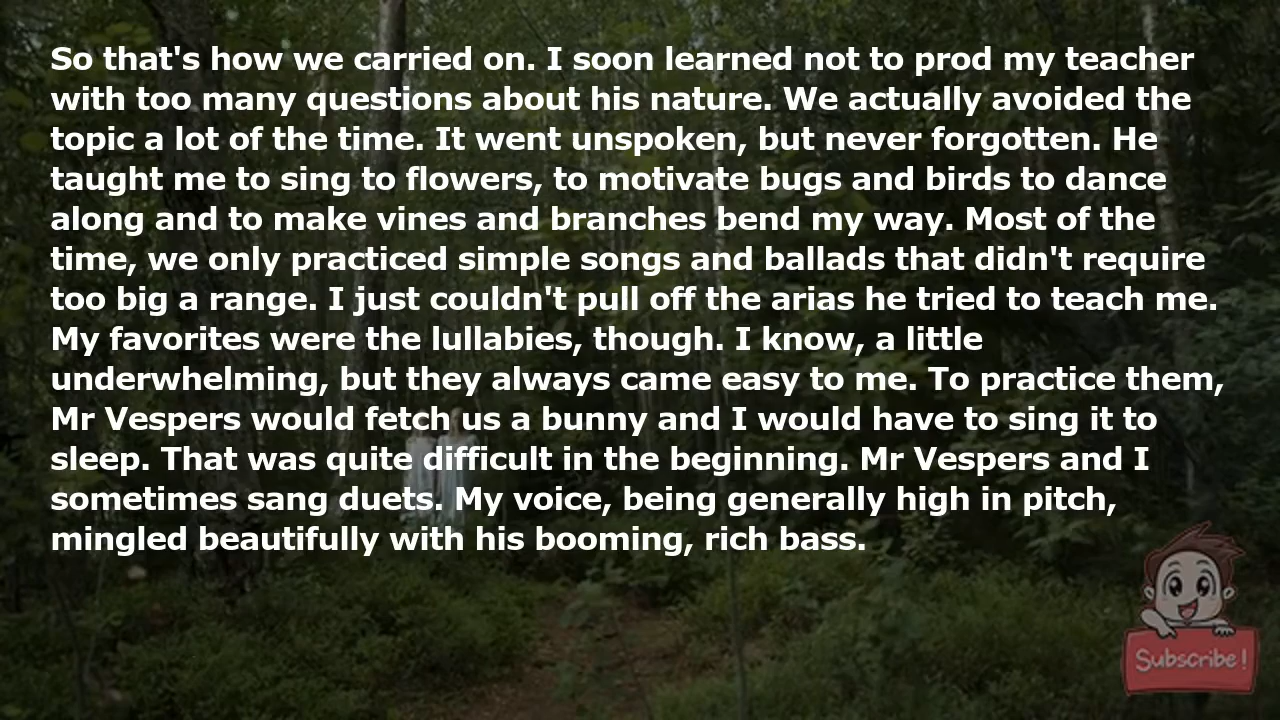 So that's how we carried on. I soon learned not to prod my teacher
with too many questions about his nature. We actually avoided the
topic a lot of the time. It went unspoken, but never forgotten. He
taught me to sing to flowers, to motivate bugs and birds to dance
along and to make vines and branches bend my way. Most of the
time, we only practiced simple songs and ballads that didn't require
too big a range. I just couldn't pull off the arias he tried to teach me.
My favorites were the lullabies, though. I know, a little
underwhelming, but they always came easy to me. To practice them,
Mr Vespers would fetch us a bunny and I would have to sing it to
sleep. That was quite difficult in the beginning. Mr Vespers and I
sometimes sang duets. My voice, being generally high in pitch,
mingled beautifully with his booming, rich bass.
Subscribe!